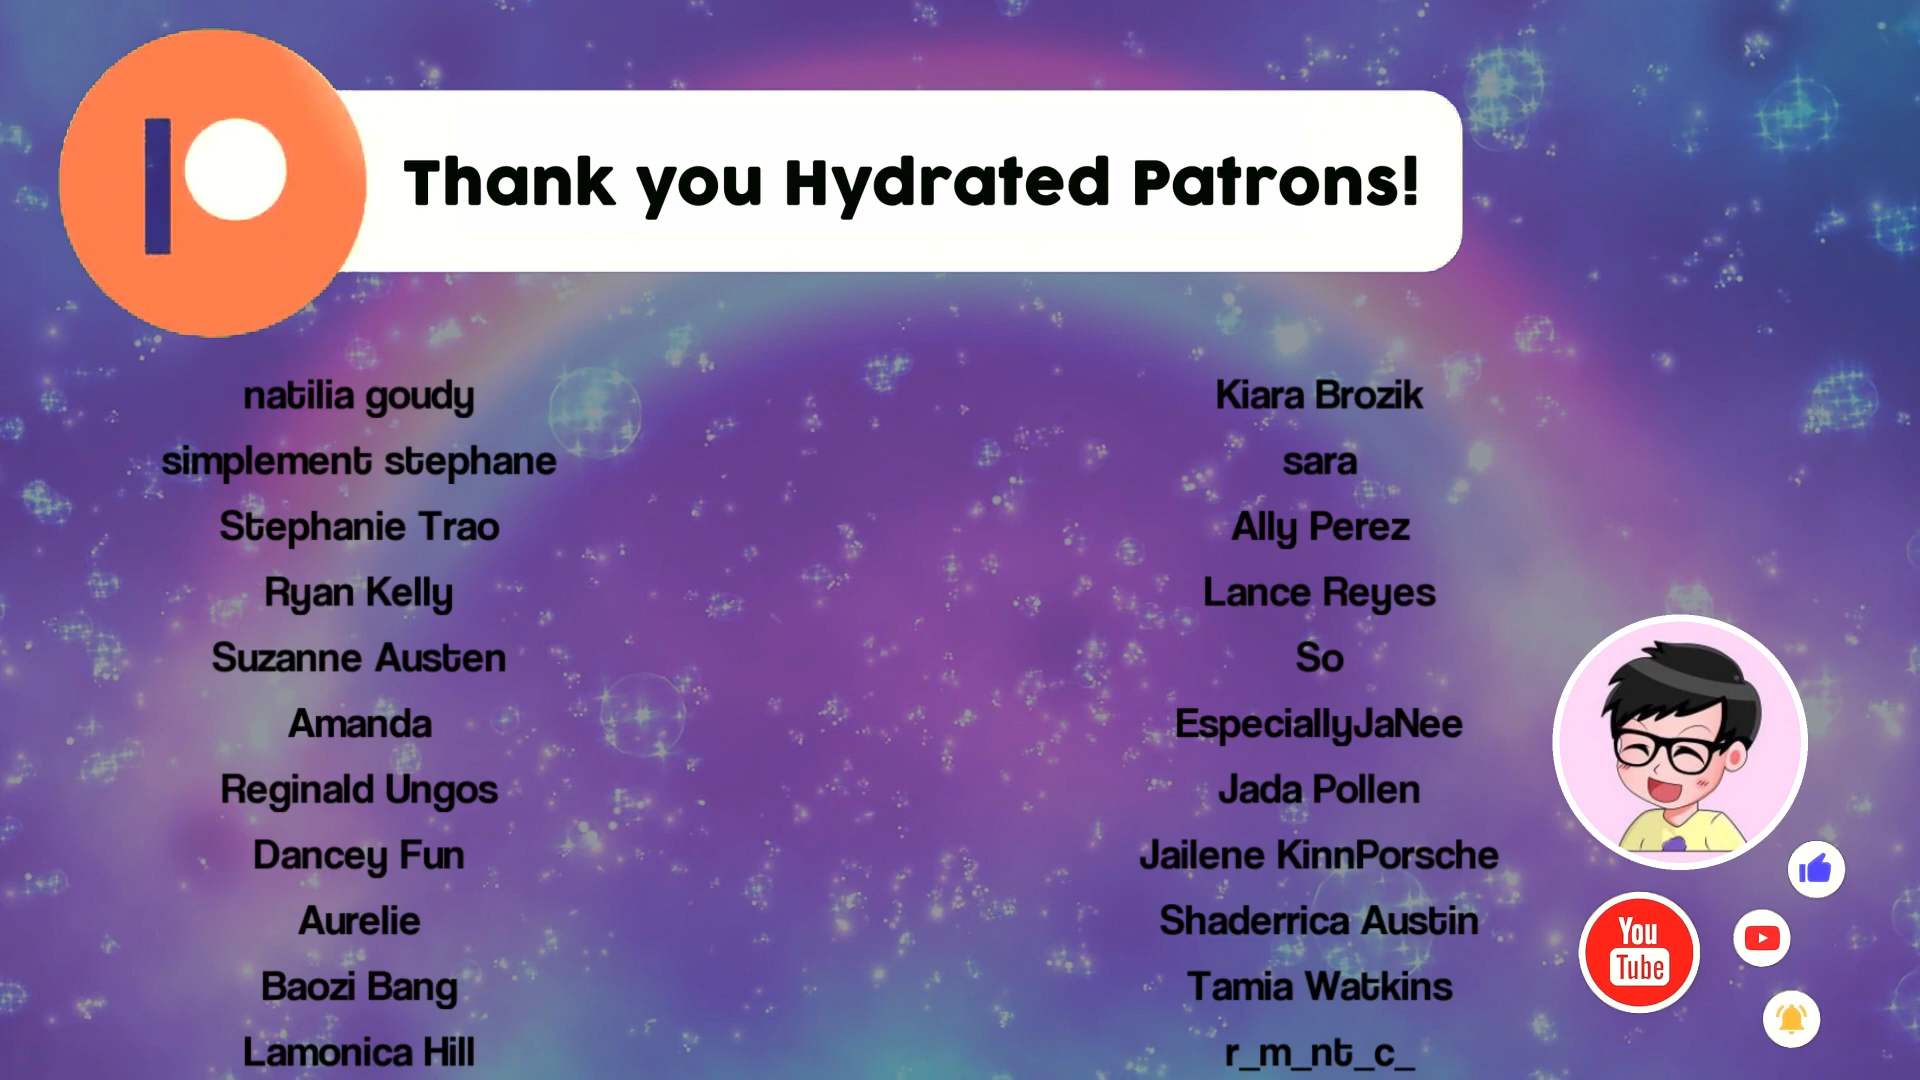 Thank you Hydrated Patrons!
natilia goudy
simplement stephane
Stephanie Trao
Ryan Kelly
Suzanne Austen
Amanda
Reginald Ungos
Dancey Fun
Aurelie
Baozi Bang
Lamonica Hill
Kiara Brozik
sara
Ally Perez
Lance Reyes
So
EspeciallyJaNee
Jada Pollen
Jailene KinnPorsche
Shaderrica Austin
Tamia Watkins
r_m_nt_c_
You
Tube